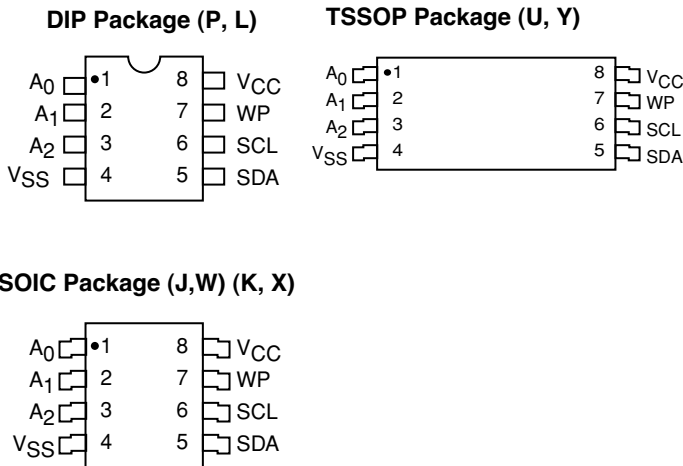 DIP Package (P, L)
A0 1 8 VCC
A1 2 7 WP
A2 3 6 SCL
VSS 4 5 SDA
TSSOP Package (U, Y)
A0 1 8 VCC
A1 2 7 WP
A2 3 6 SCL
VSS 4 5 SDA
SOIC Package (J,W) (K, X)
A0 1 8 VCC
A1 2 7 WP
A2 3 6 SCL
VSS 4 5 SDA